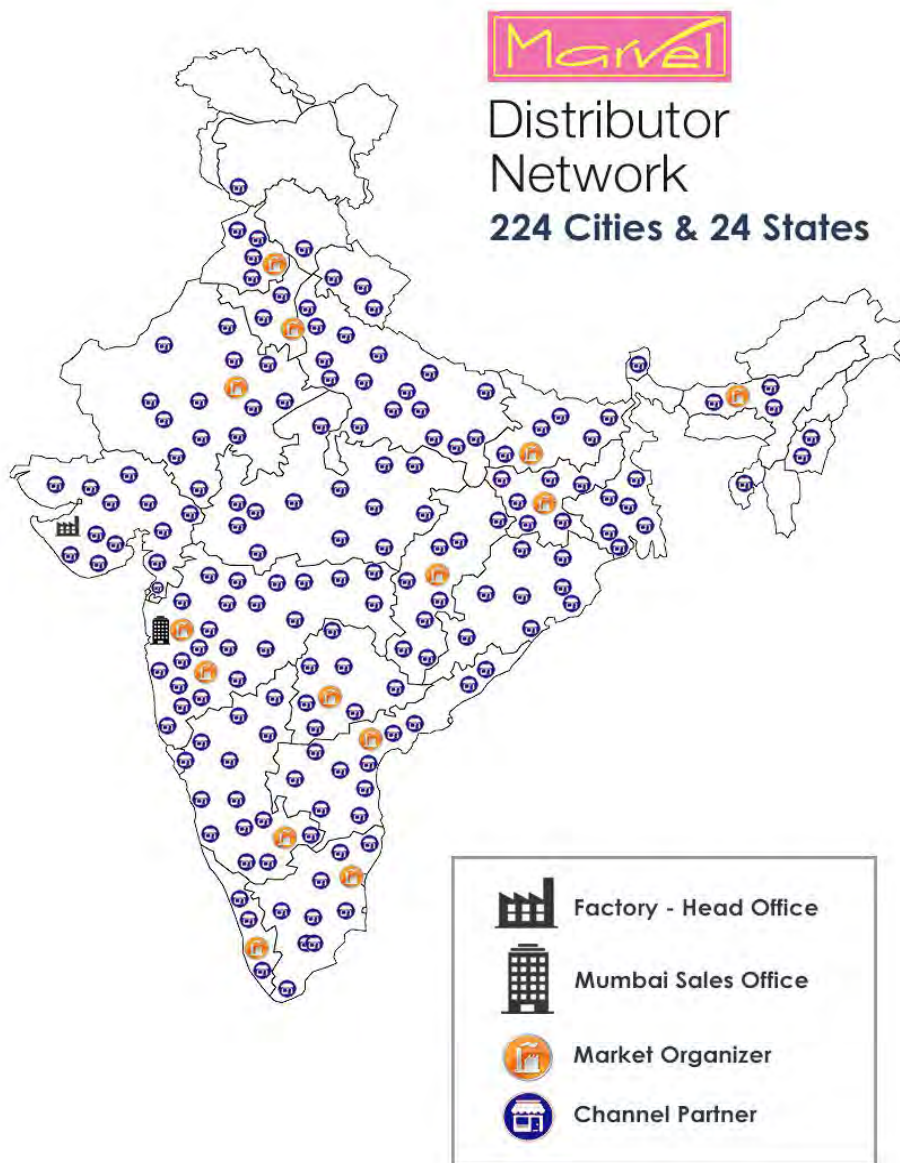 Marvel
Distributor
Network
224 Cities & 24 States
Factory - Head Office
Mumbai Sales Office
Market Organizer
Channel Partner